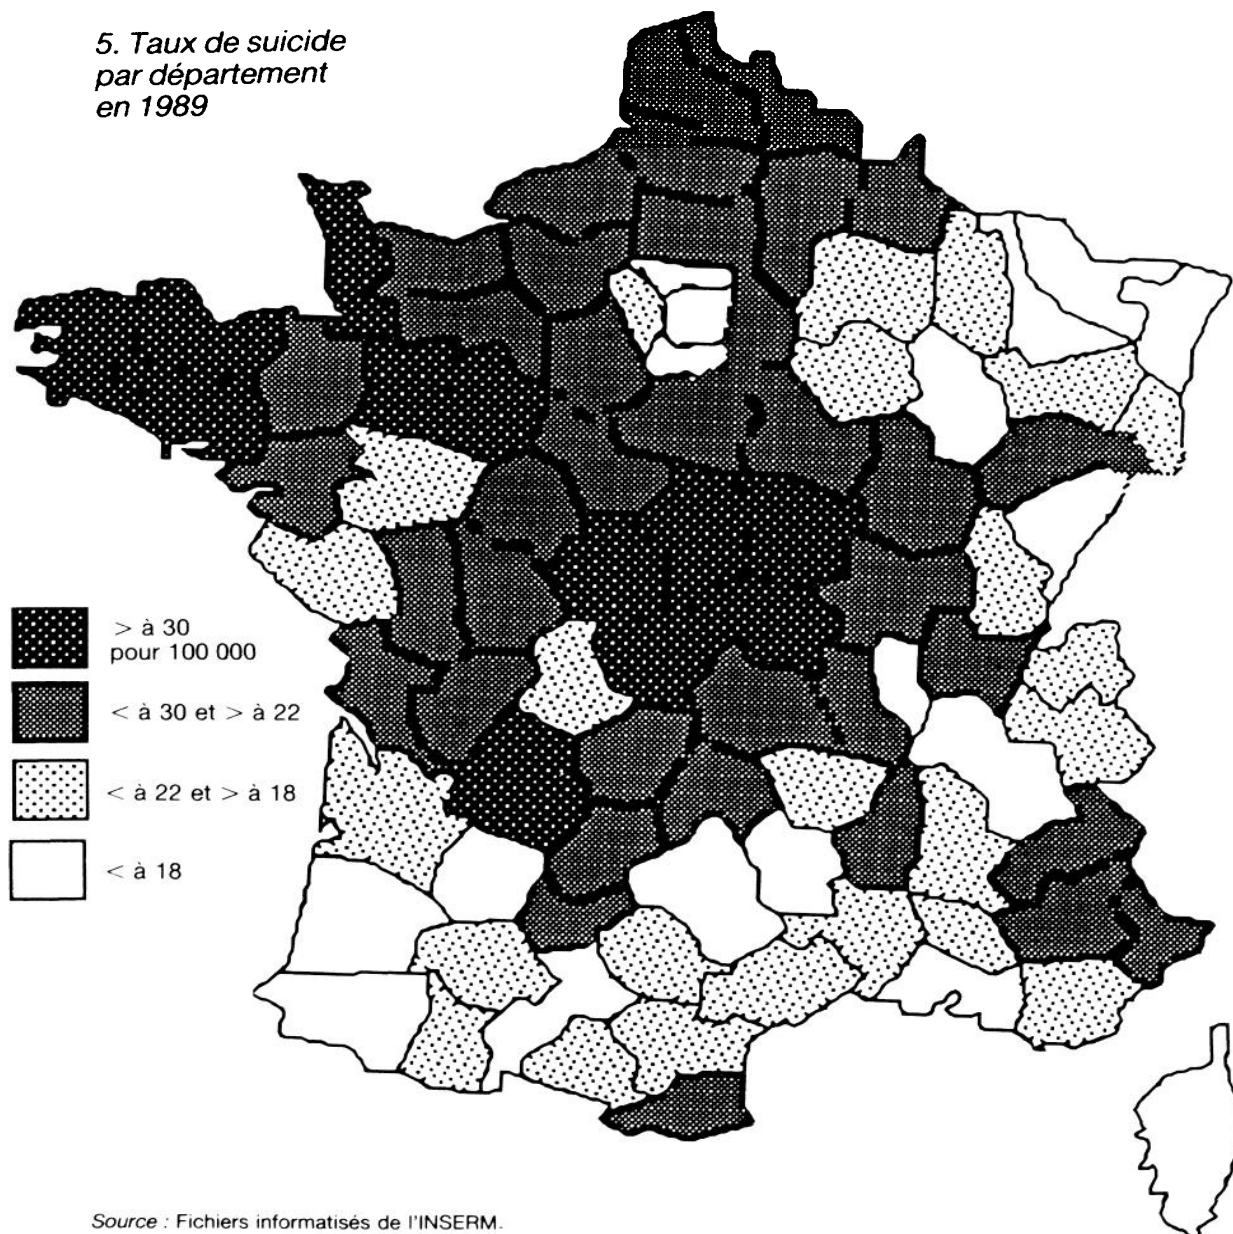 5. Taux de suicide
par département
en 1989
> à 30
pour 100 000
< à 30 et > à 22
< à 22 et > à 18
< à 18
Source : Fichiers informatisés de l'INSERM.